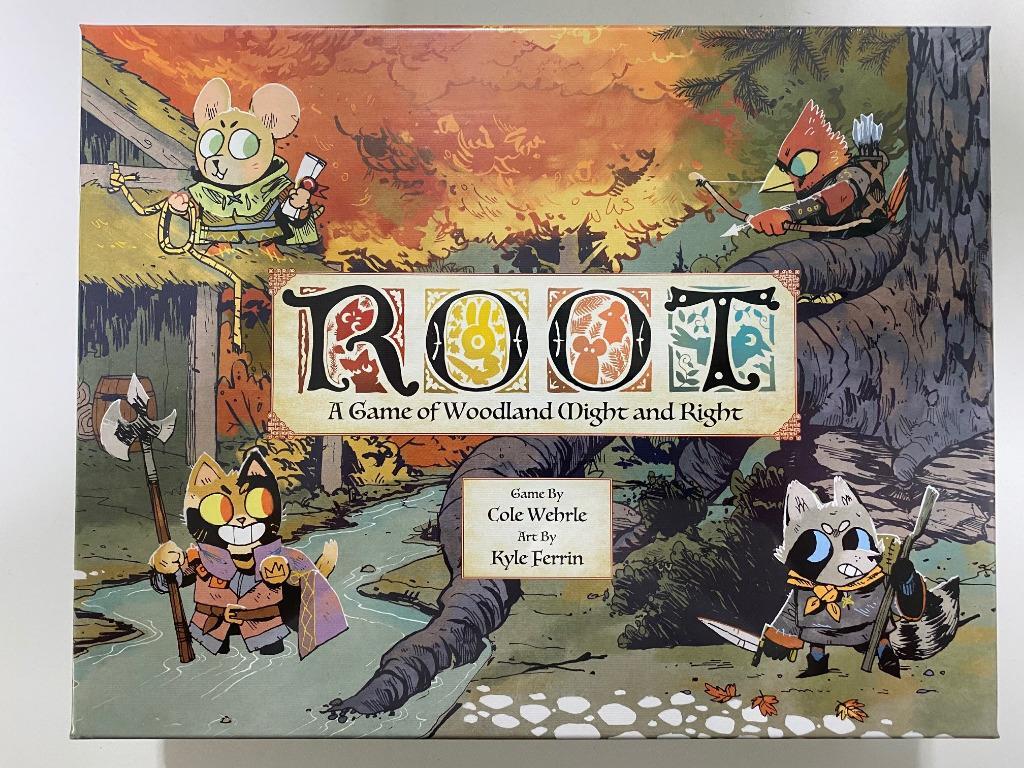 ROOT
A Game of Woodland Might and Right
Game By
Cole Wehrle
Art By
Kyle Ferrin